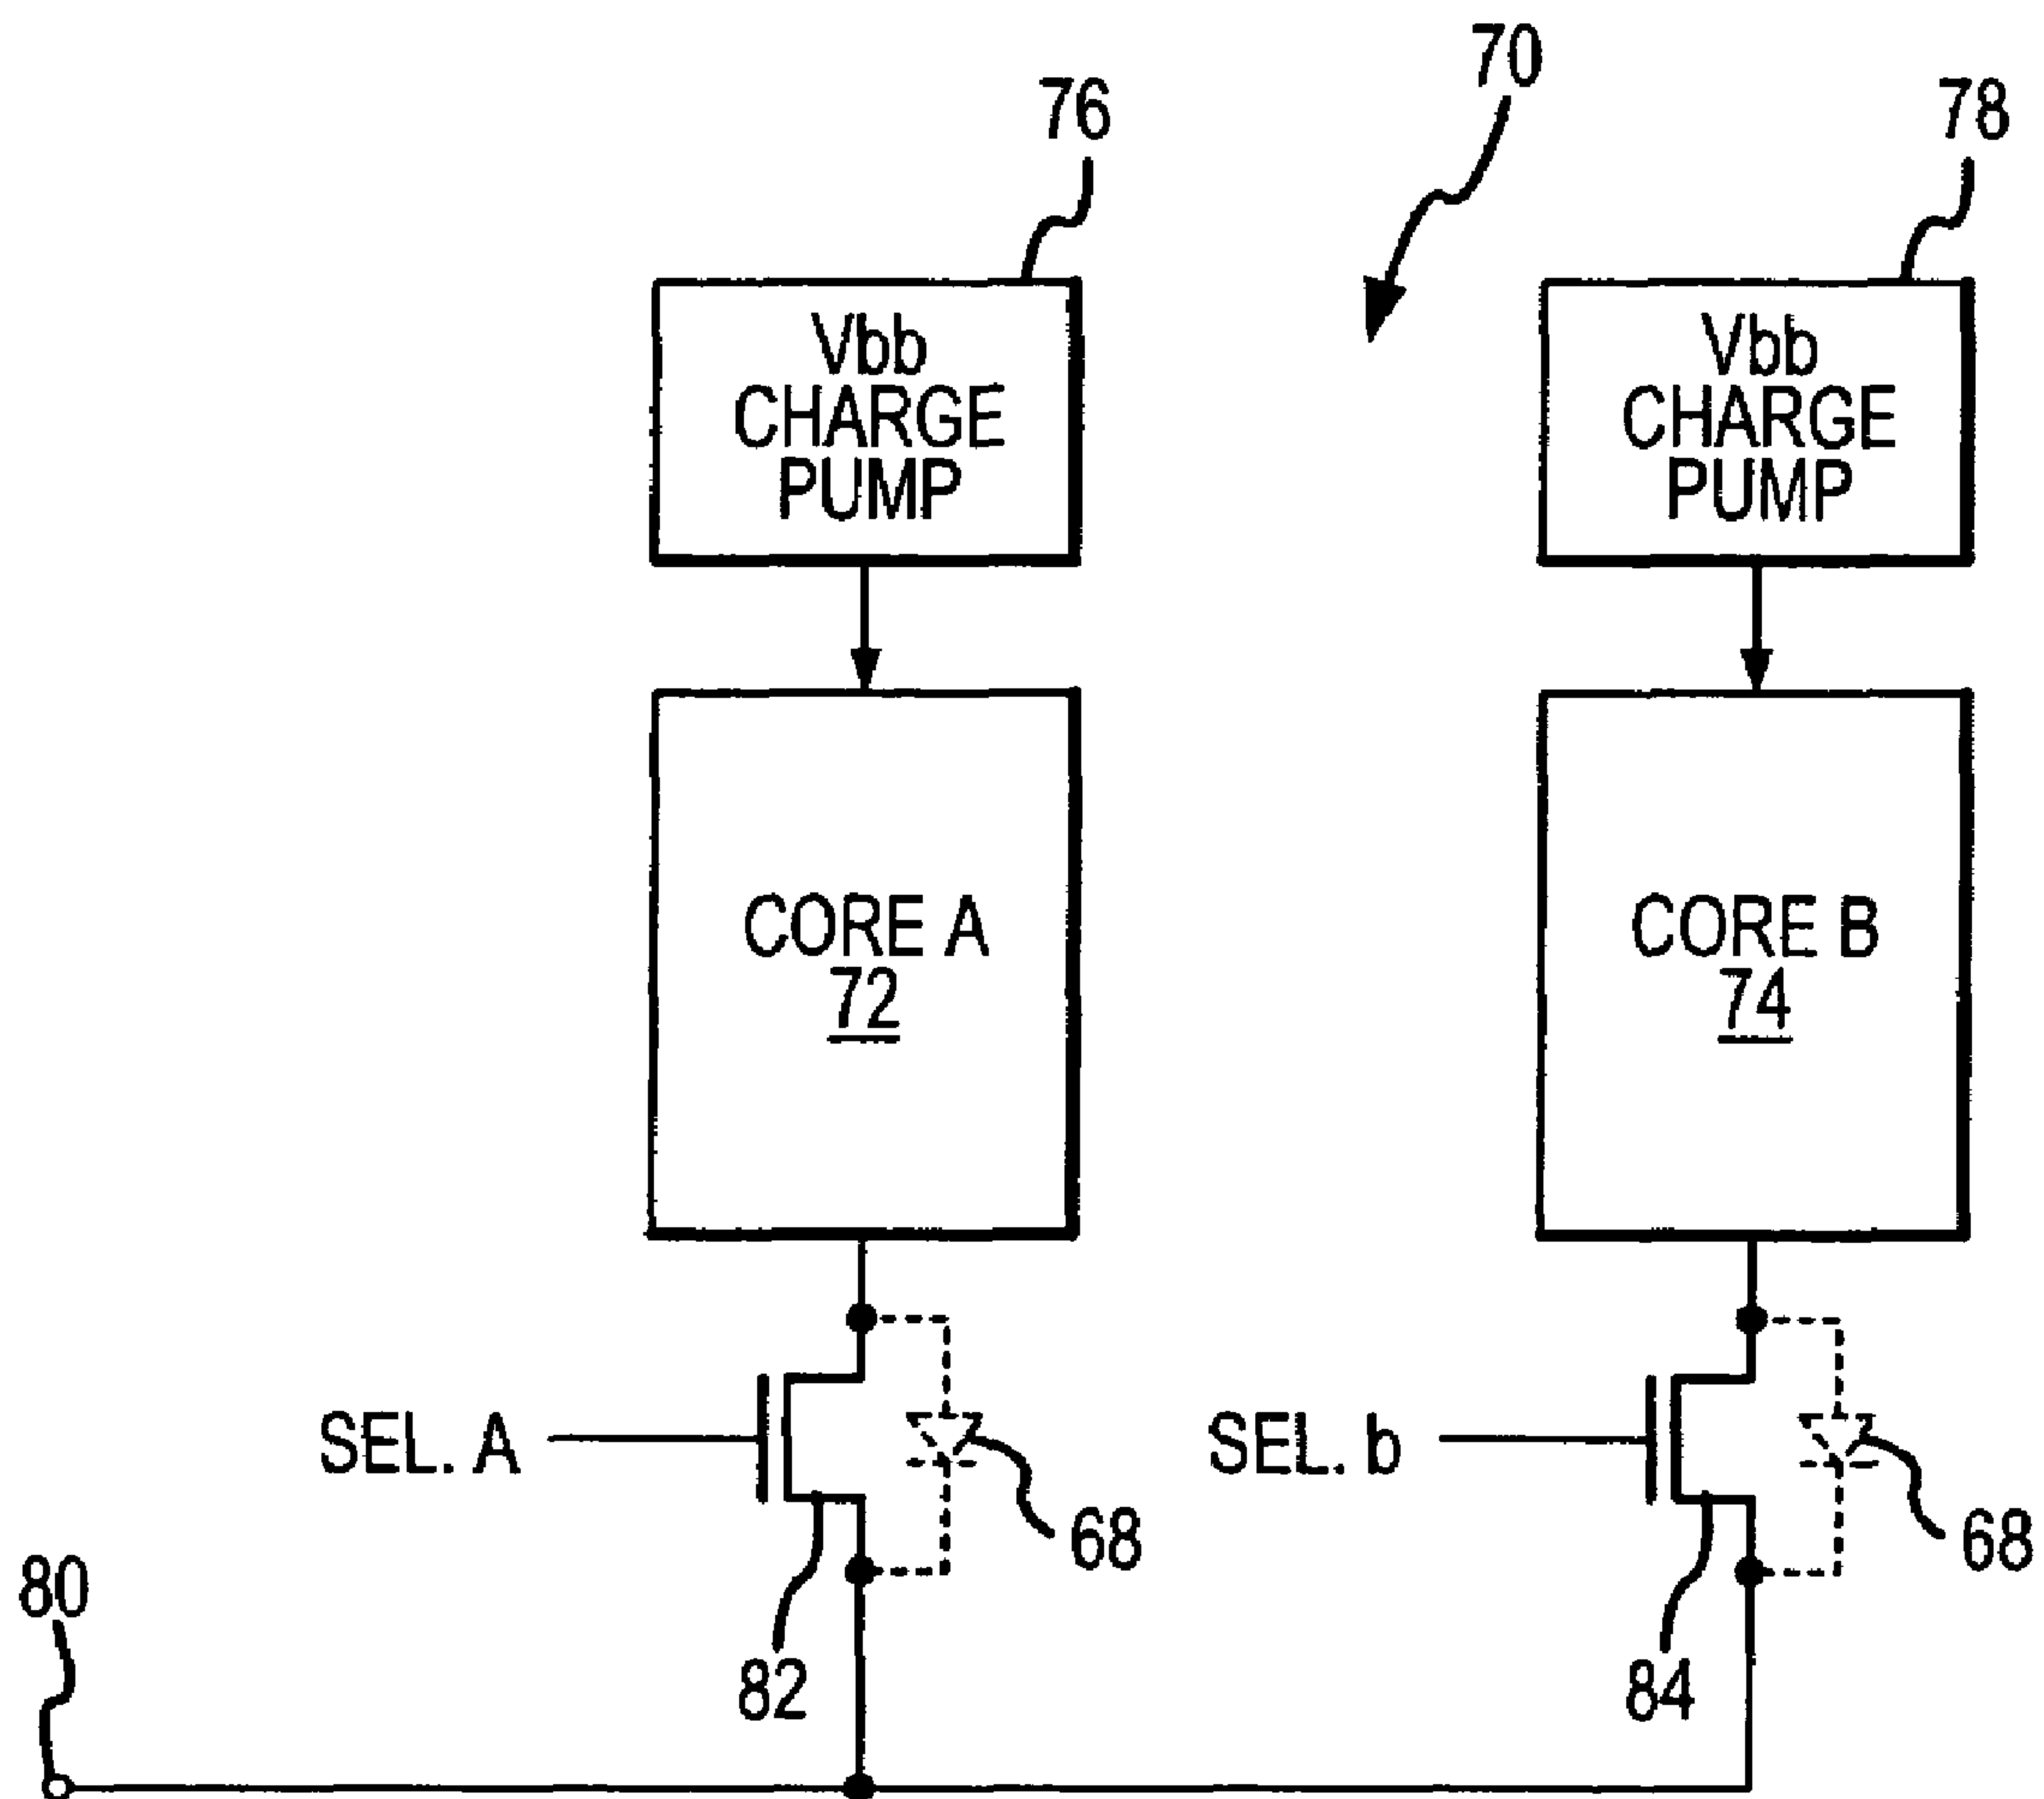 70
76
78
Vbb
CHARGE
PUMP
Vbb
CHARGE
PUMP
CORE A
72
CORE B
74
SEL. A
SEL. b
68
68
80
82
84